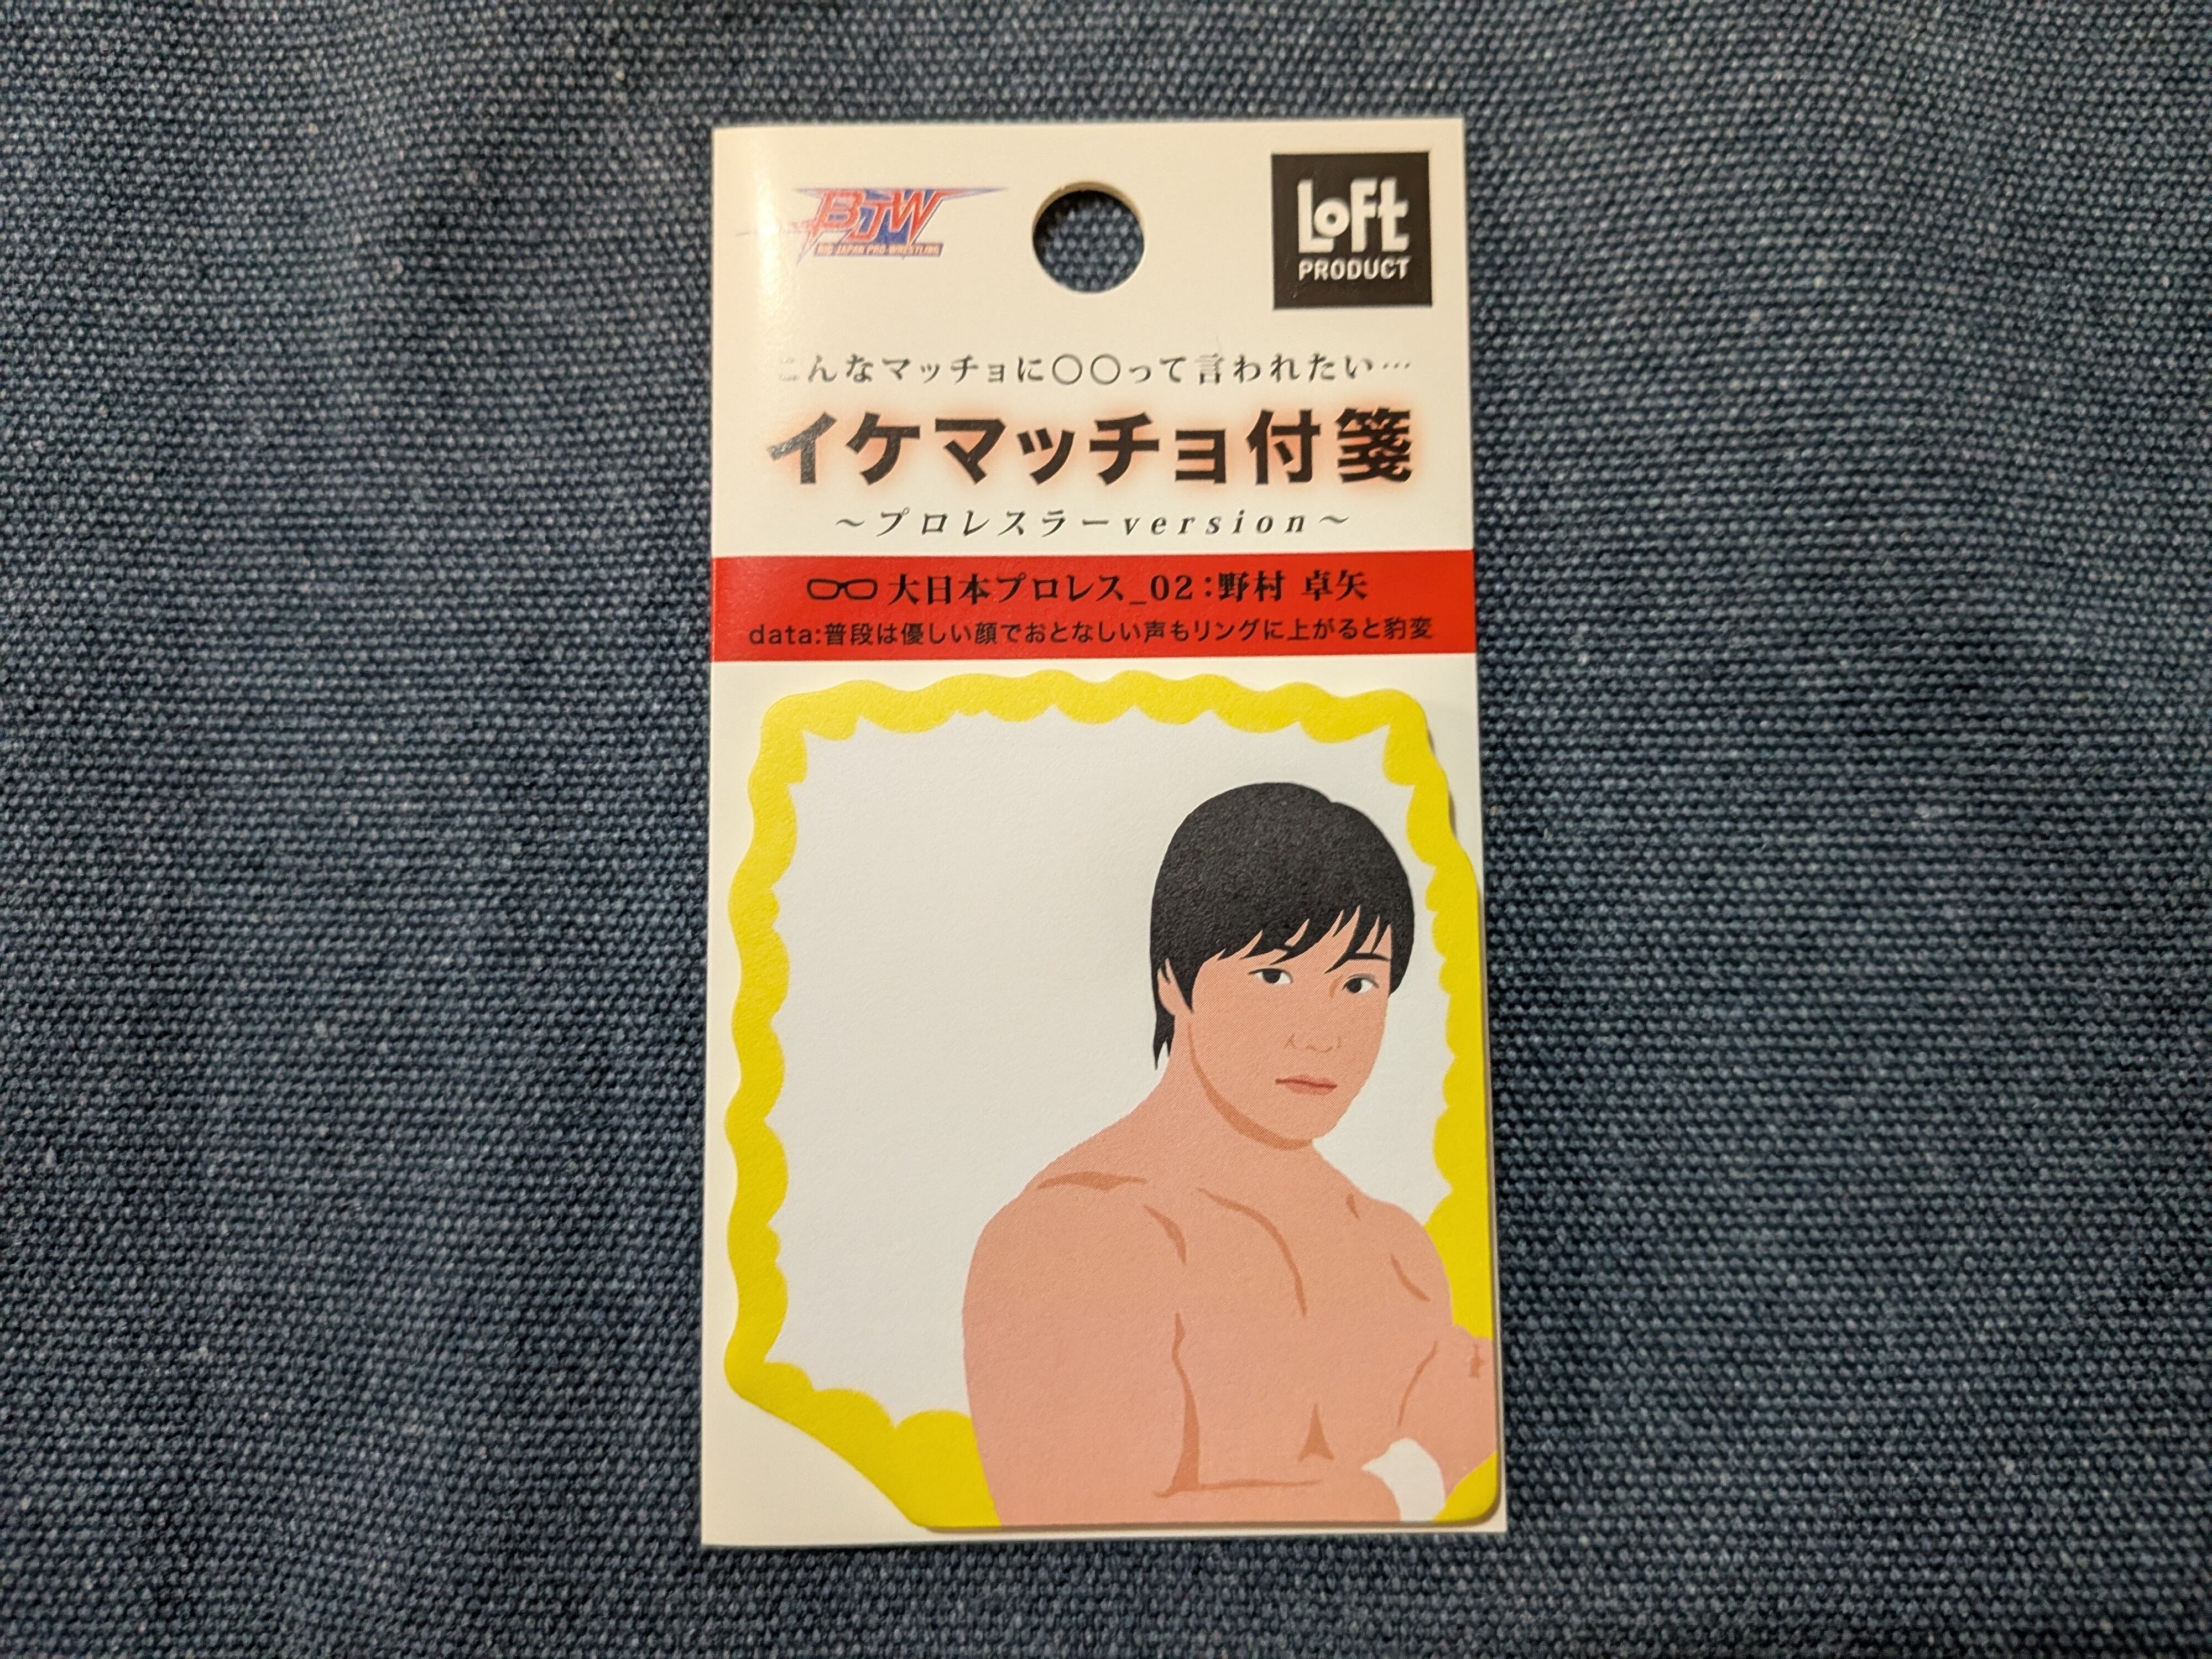 BJW
BIG JAPAN PRO-WRESTLING
LoFt
PRODUCT
こんなマッチョに〇〇って言われたい…
イケマッチョ付箋
～プロレスラーversion～
大日本プロレス_02:野村 卓矢
data:普段は優しい顔でおとなしい声もリングに上がると豹変